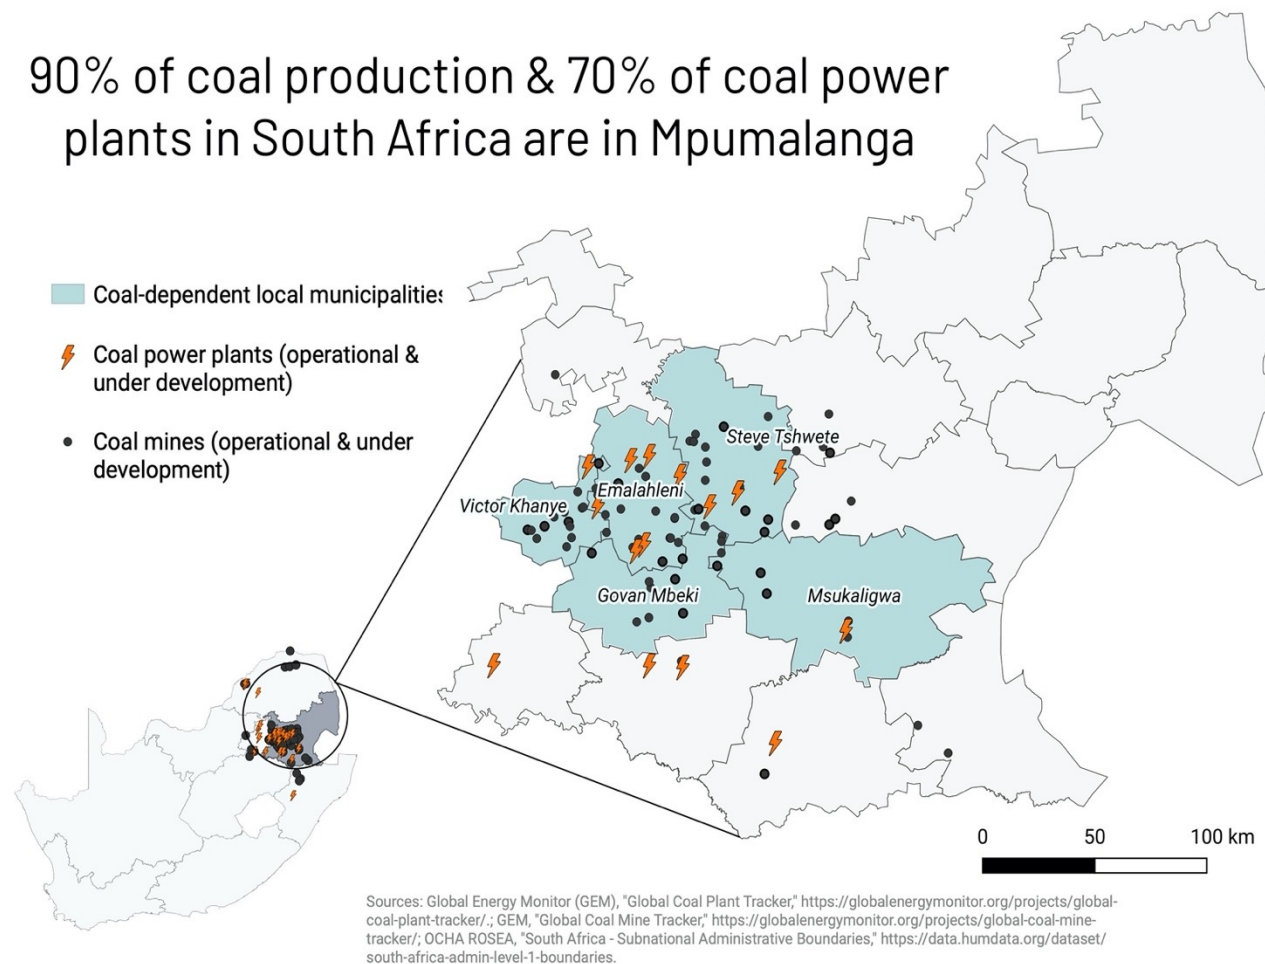 90% of coal production & 70% of coal power
plants in South Africa are in Mpumalanga
Coal-dependent local municipalities
Coal power plants (operational &
under development)
Coal mines (operational & under
development)
Steve Tshwete
Emalahleni
Victor Khanye
Govan Mbeki
Msukaligwa
0 50 100 km
Sources: Global Energy Monitor (GEM), "Global Coal Plant Tracker," https://globalenergymonitor.org/projects/global-
coal-plant-tracker/.; GEM, "Global Coal Mine Tracker," https://globalenergymonitor.org/projects/global-coal-mine-
tracker/; OCHA ROSEA, "South Africa - Subnational Administrative Boundaries," https://data.humdata.org/dataset/
south-africa-admin-level-1-boundaries.